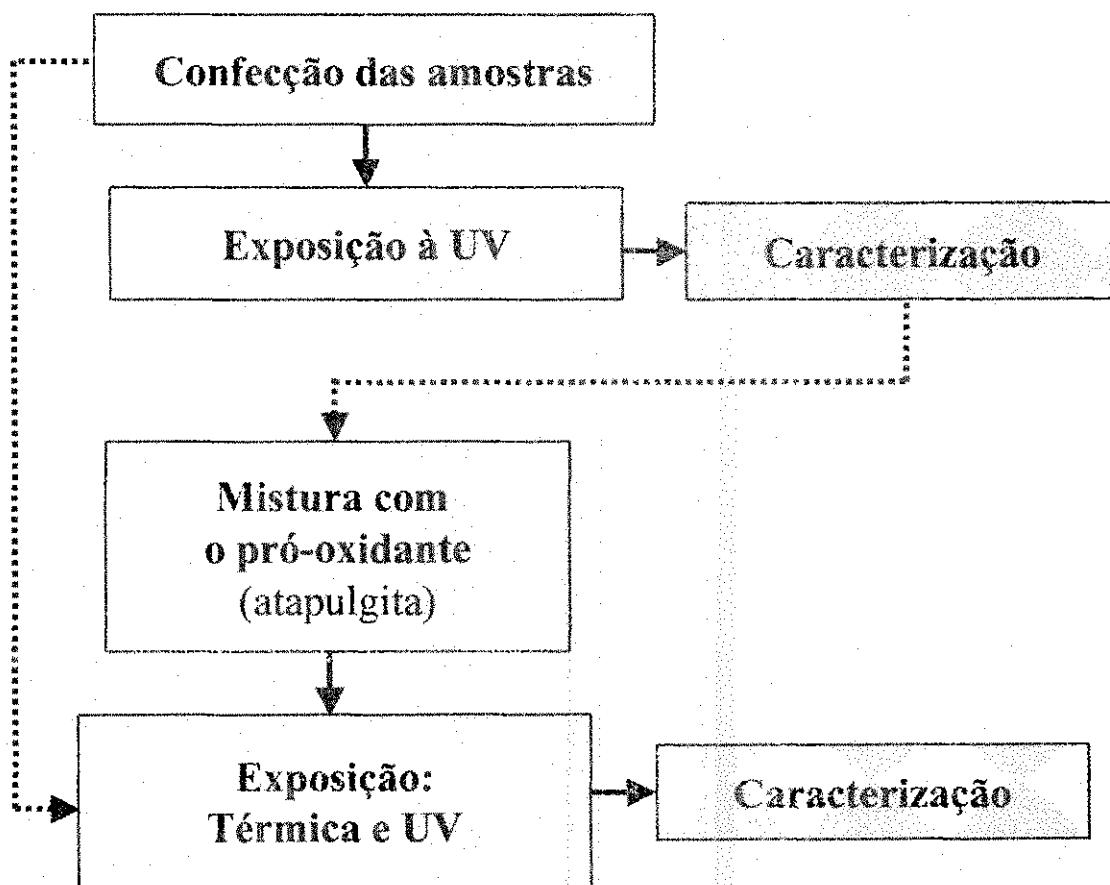 Confecção das amostras
Exposição à UV
Caracterização
Mistura com
o pró-oxidante
(atapulgita)
Exposição:
Térmica e UV
Caracterização